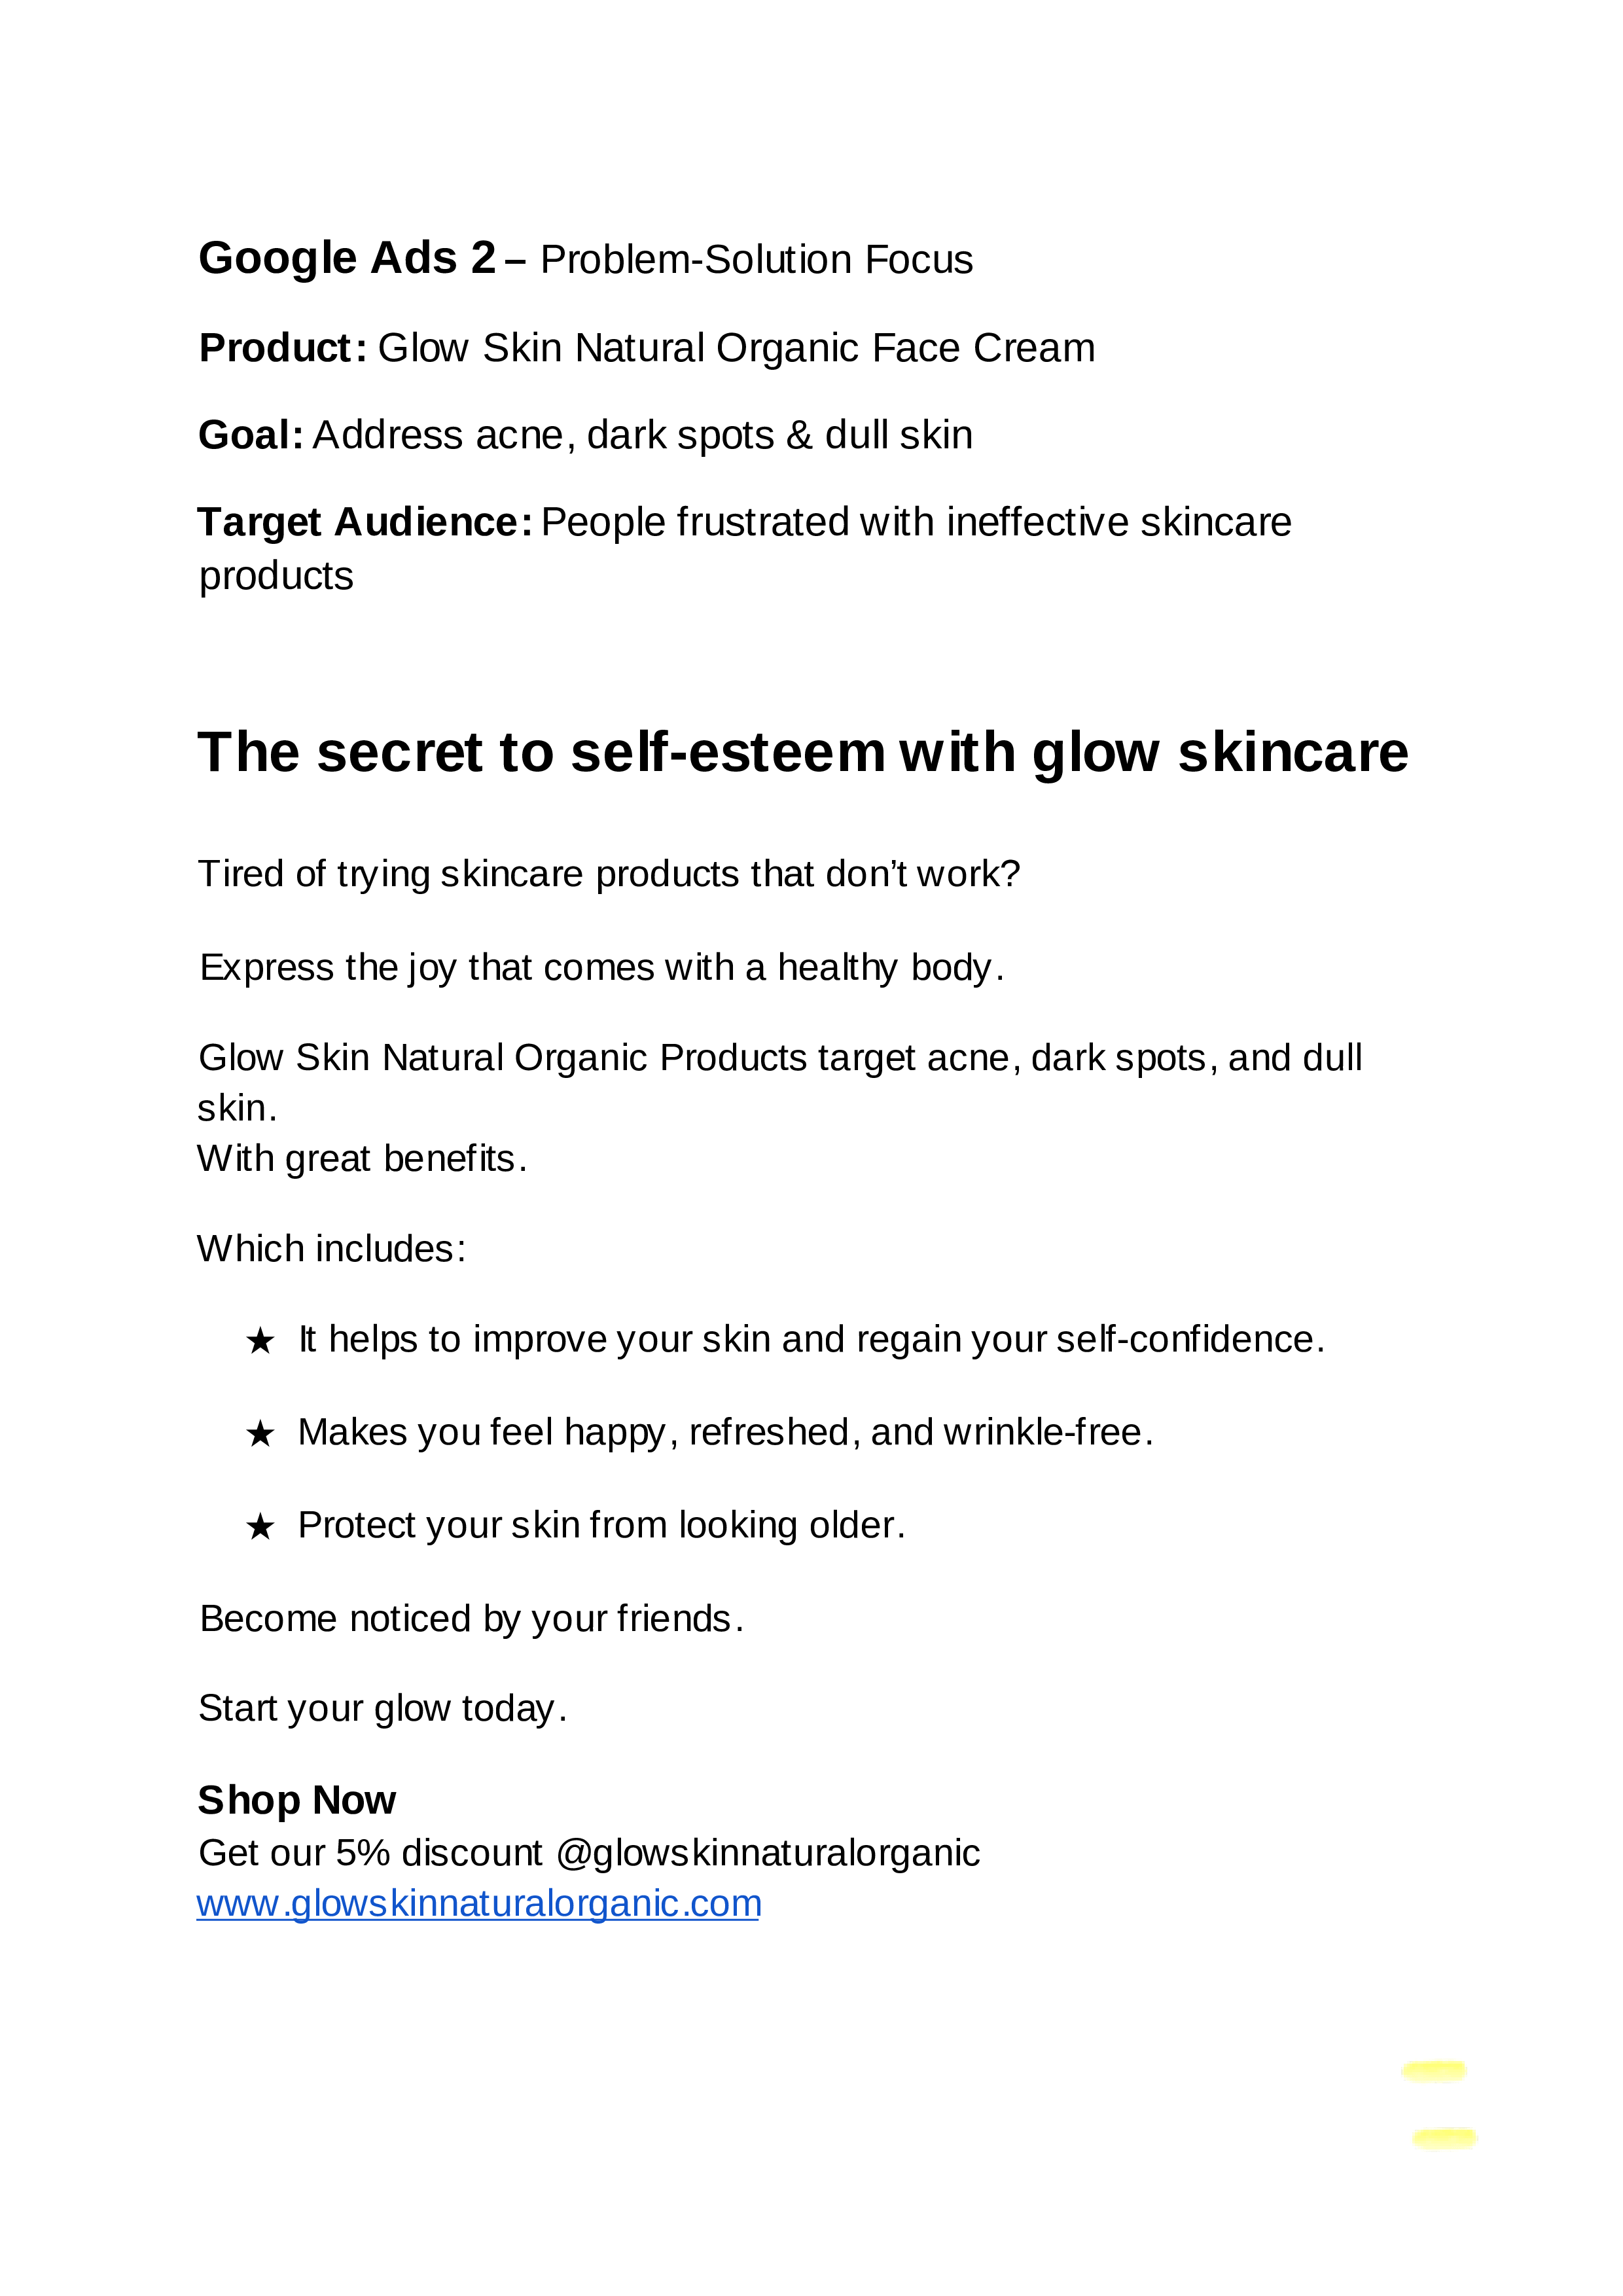 Google Ads 2 – Problem-Solution Focus
Product: Glow Skin Natural Organic Face Cream
Goal: Address acne, dark spots & dull skin
Target Audience: People frustrated with ineffective skincare
products
The secret to self-esteem with glow skincare
Tired of trying skincare products that don’t work?
Express the joy that comes with a healthy body.
Glow Skin Natural Organic Products target acne, dark spots, and dull
skin.
With great benefits.
Which includes:
★ It helps to improve your skin and regain your self-confidence.
★ Makes you feel happy, refreshed, and wrinkle-free.
★ Protect your skin from looking older.
Become noticed by your friends.
Start your glow today.
Shop Now
Get our 5% discount @glowskinnaturalorganic
www.glowskinnaturalorganic.com